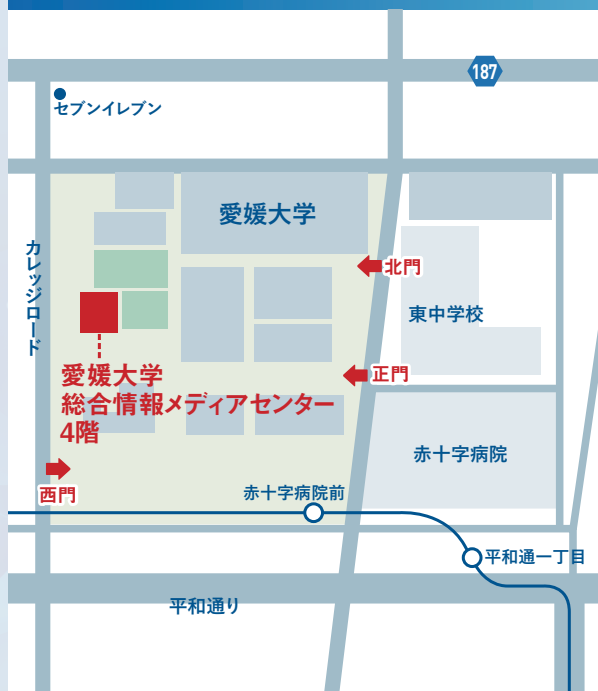 187
セブンイレブン
愛媛大学
カレッジロード
北門
東中学校
正門
愛媛大学
総合情報メディアセンター
4階
赤十字病院
西門
赤十字病院前
平和通一丁目
平和通り